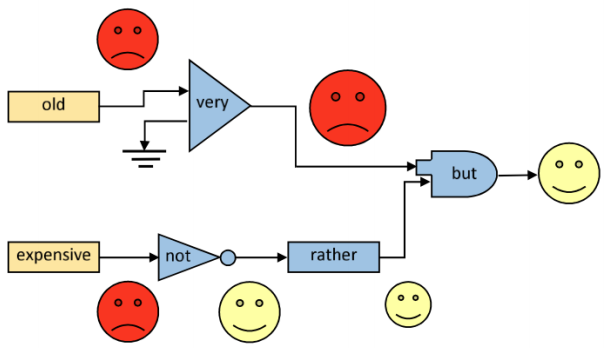 old
very
but
expensive
not
rather